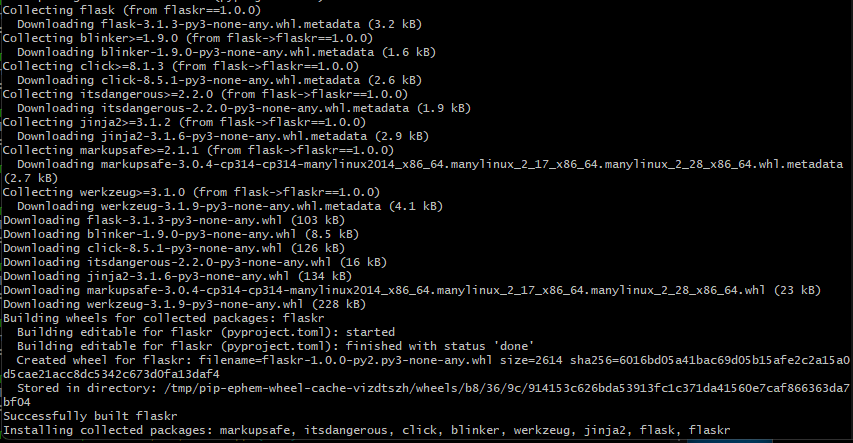 Collecting flask (from flaskr==1.0.0)
  Downloading flask-3.1.3-py3-none-any.whl.metadata (3.2 kB)
Collecting blinker>=1.9.0 (from flask->flaskr==1.0.0)
  Downloading blinker-1.9.0-py3-none-any.whl.metadata (1.6 kB)
Collecting click>=8.1.3 (from flask->flaskr==1.0.0)
  Downloading click-8.5.1-py3-none-any.whl.metadata (2.6 kB)
Collecting itsdangerous>=2.2.0 (from flask->flaskr==1.0.0)
  Downloading itsdangerous-2.2.0-py3-none-any.whl.metadata (1.9 kB)
Collecting jinja2>=3.1.2 (from flask->flaskr==1.0.0)
  Downloading jinja2-3.1.6-py3-none-any.whl.metadata (2.9 kB)
Collecting markupsafe>=2.1.1 (from flask->flaskr==1.0.0)
  Downloading markupsafe-3.0.4-cp314-cp314-manylinux2014_x86_64.manylinux_2_17_x86_64.manylinux_2_28_x86_64.whl.metadata
(2.7 kB)
Collecting werkzeug>=3.1.0 (from flask->flaskr==1.0.0)
  Downloading werkzeug-3.1.9-py3-none-any.whl.metadata (4.1 kB)
Downloading flask-3.1.3-py3-none-any.whl (103 kB)
Downloading blinker-1.9.0-py3-none-any.whl (8.5 kB)
Downloading click-8.5.1-py3-none-any.whl (126 kB)
Downloading itsdangerous-2.2.0-py3-none-any.whl (16 kB)
Downloading jinja2-3.1.6-py3-none-any.whl (134 kB)
Downloading markupsafe-3.0.4-cp314-cp314-manylinux2014_x86_64.manylinux_2_17_x86_64.manylinux_2_28_x86_64.whl (23 kB)
Downloading werkzeug-3.1.9-py3-none-any.whl (228 kB)
Building wheels for collected packages: flaskr
  Building editable for flaskr (pyproject.toml): started
  Building editable for flaskr (pyproject.toml): finished with status 'done'
  Created wheel for flaskr: filename=flaskr-1.0.0-py2.py3-none-any.whl size=2614 sha256=6016bd05a41bac69d05b15afe2c2a15a0
d5cae21acc8dc5342c673d0fa13daf4
  Stored in directory: /tmp/pip-ephem-wheel-cache-vizdtszh/wheels/b8/36/9c/914153c626bda53913fc1c371da41560e7caf866363da7
bf04
Successfully built flaskr
Installing collected packages: markupsafe, itsdangerous, click, blinker, werkzeug, jinja2, flask, flaskr